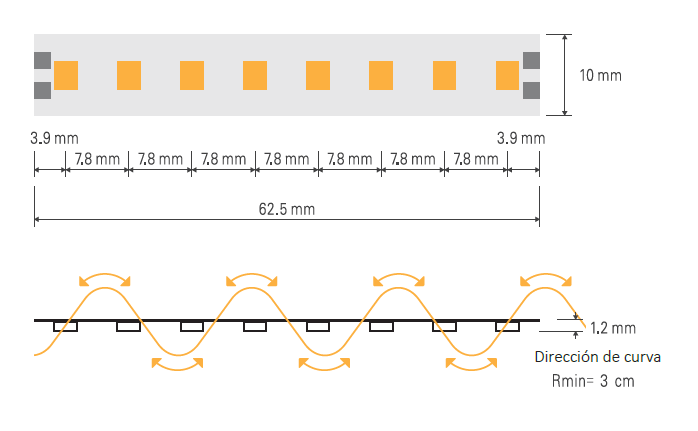 10 mm
3.9 mm 3.9 mm
7.8 mm 7.8 mm 7.8 mm 7.8 mm 7.8 mm 7.8 mm 7.8 mm
62.5 mm
1.2 mm
Dirección de curva
Rmin= 3 cm